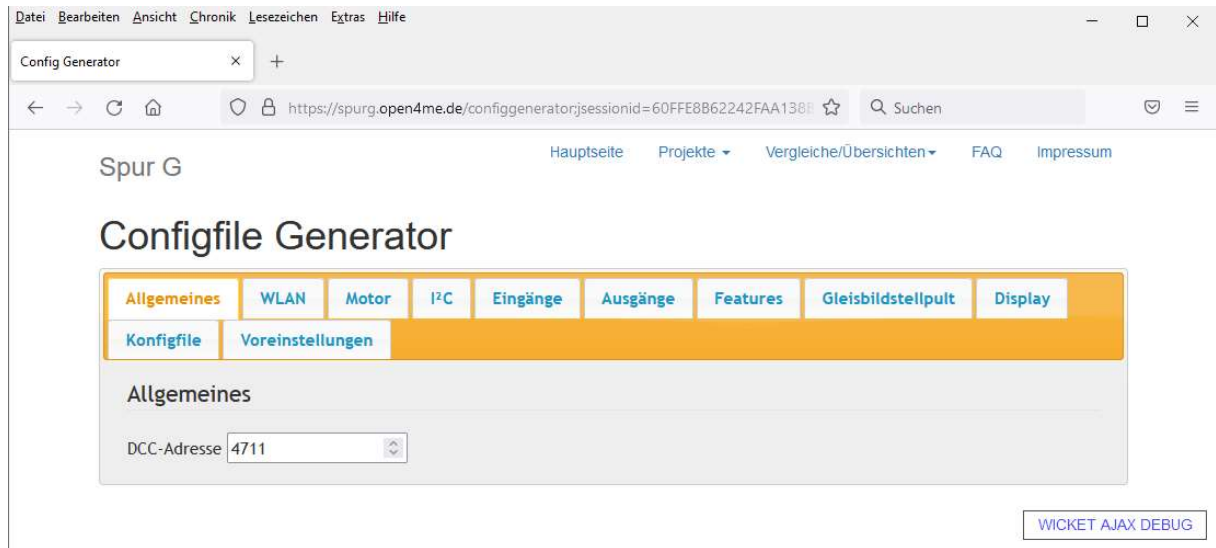 Datei Bearbeiten Ansicht Chronik Lesezeichen Extras Hilfe
Config Generator
https://spurg.open4me.de/configgenerator;jsessionid=60FFE8B62242FAA138 Suchen
Spur G Hauptseite Projekte Vergleiche/Übersichten FAQ Impressum
Configfile Generator
Allgemeines WLAN Motor I²C Eingänge Ausgänge Features Gleisbildstellpult Display
Konfigfile Voreinstellungen
Allgemeines
DCC-Adresse 4711
WICKET AJAX DEBUG